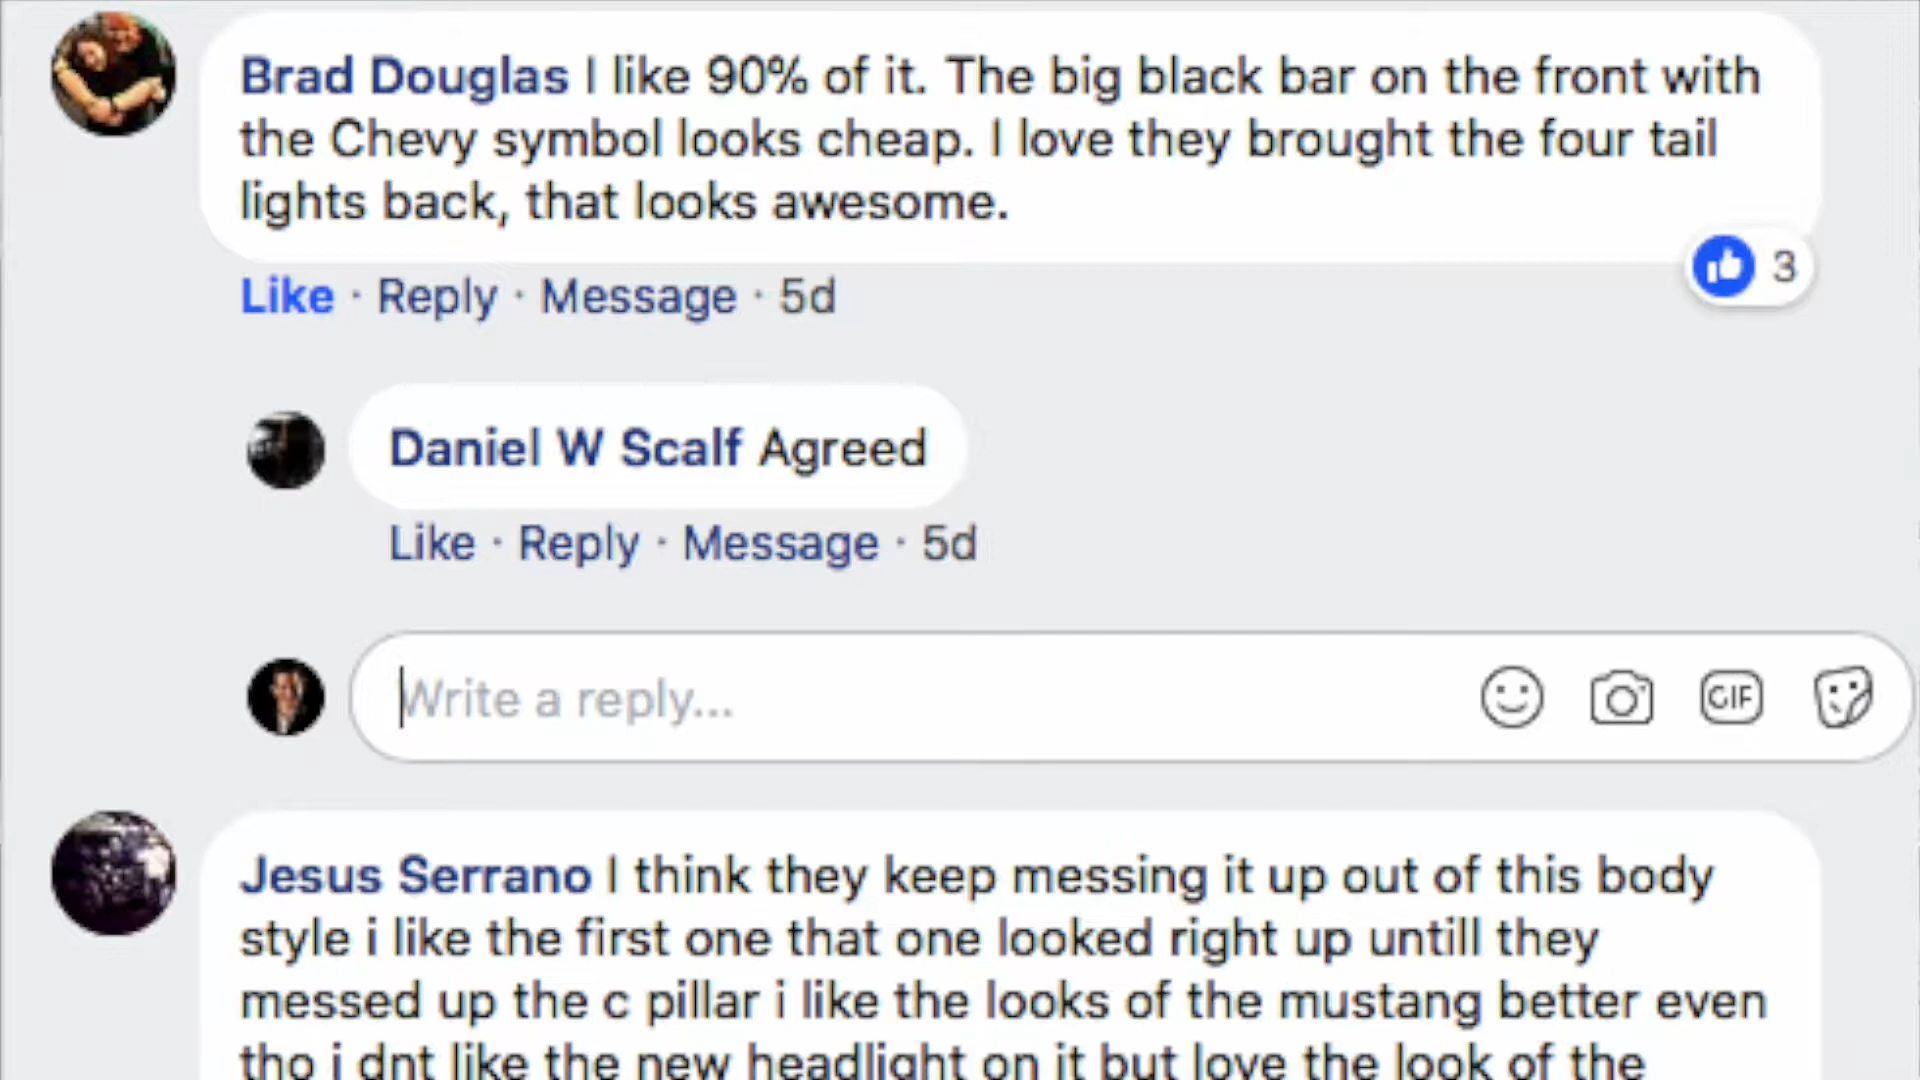 Brad Douglas I like 90% of it. The big black bar on the front with
the Chevy symbol looks cheap. I love they brought the four tail
lights back, that looks awesome.
3
Like · Reply · Message · 5d
Daniel W Scalf Agreed
Like · Reply · Message · 5d
Write a reply...
GIF
Jesus Serrano I think they keep messing it up out of this body
style i like the first one that one looked right up untill they
messed up the c pillar i like the looks of the mustang better even
tho i dnt like the new headlight on it but love the look of the